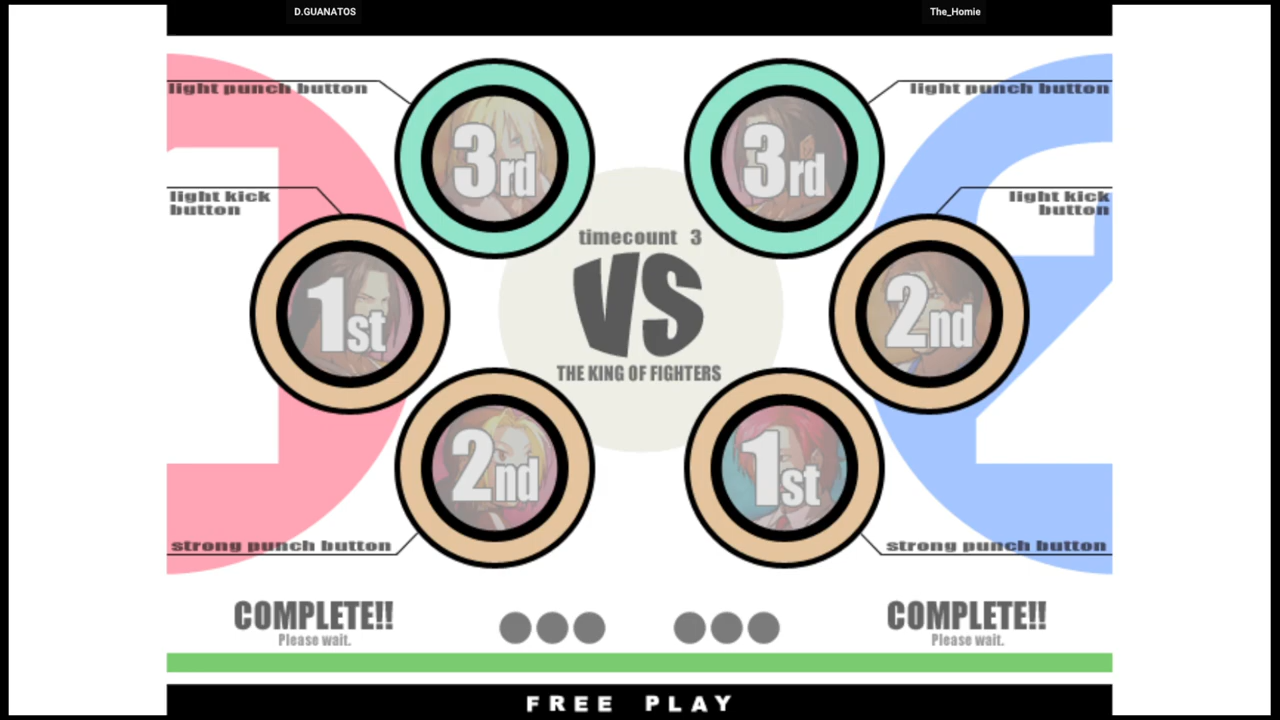 D.GUANATOS
The_Homie
light punch button
light punch button
3rd
3rd
light kick
button
light kick
button
timecount 3
VS
THE KING OF FIGHTERS
1st
2nd
2nd
1st
strong punch button
strong punch button
COMPLETE!!
Please wait.
COMPLETE!!
Please wait.
FREE PLAY